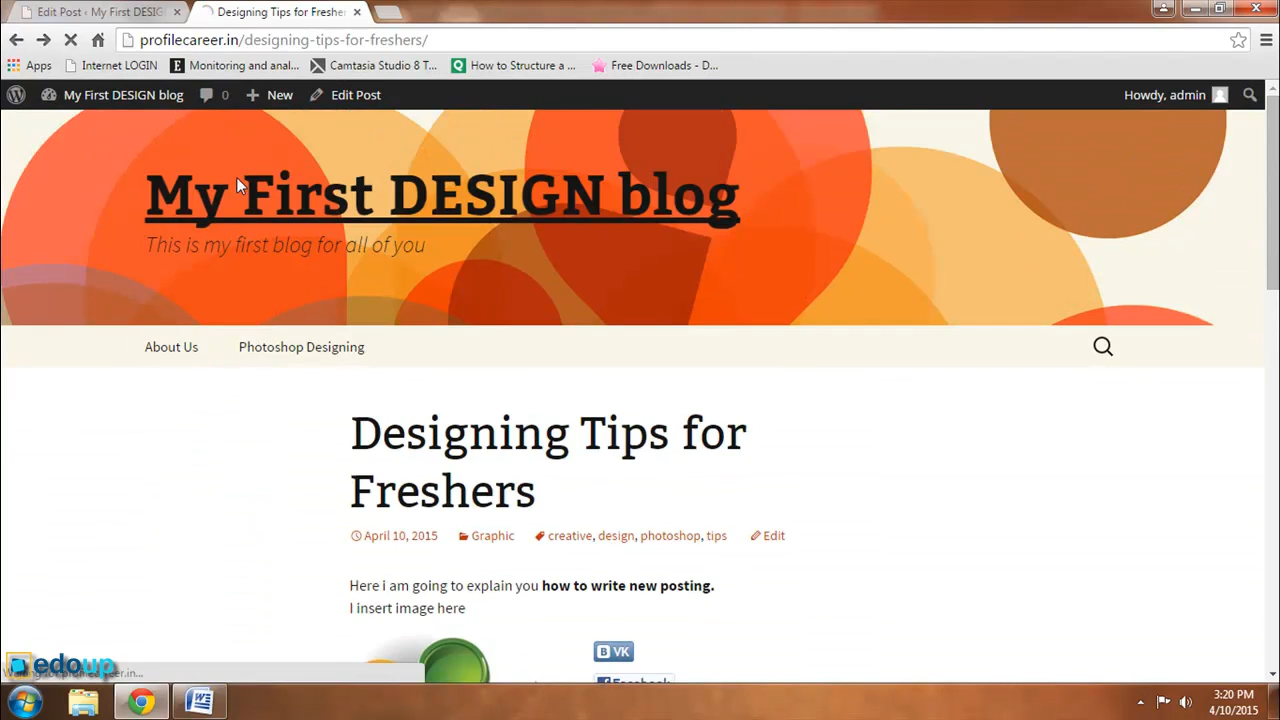 Edit Post ‹ My First DESIG
Designing Tips for Fresher
profilecareer.in/designing-tips-for-freshers/
Apps
Internet LOGIN
Monitoring and anal...
Camtasia Studio 8 T...
How to Structure a ...
Free Downloads - D...
My First DESIGN blog
0
New
Edit Post
Howdy, admin
My First DESIGN blog
This is my first blog for all of you
About Us
Photoshop Designing
Designing Tips for
Freshers
April 10, 2015
Graphic
creative, design, photoshop, tips
Edit
Here i am going to explain you how to write new posting.
I insert image here
B VK
Facebook
edoup
3:20 PM
4/10/2015